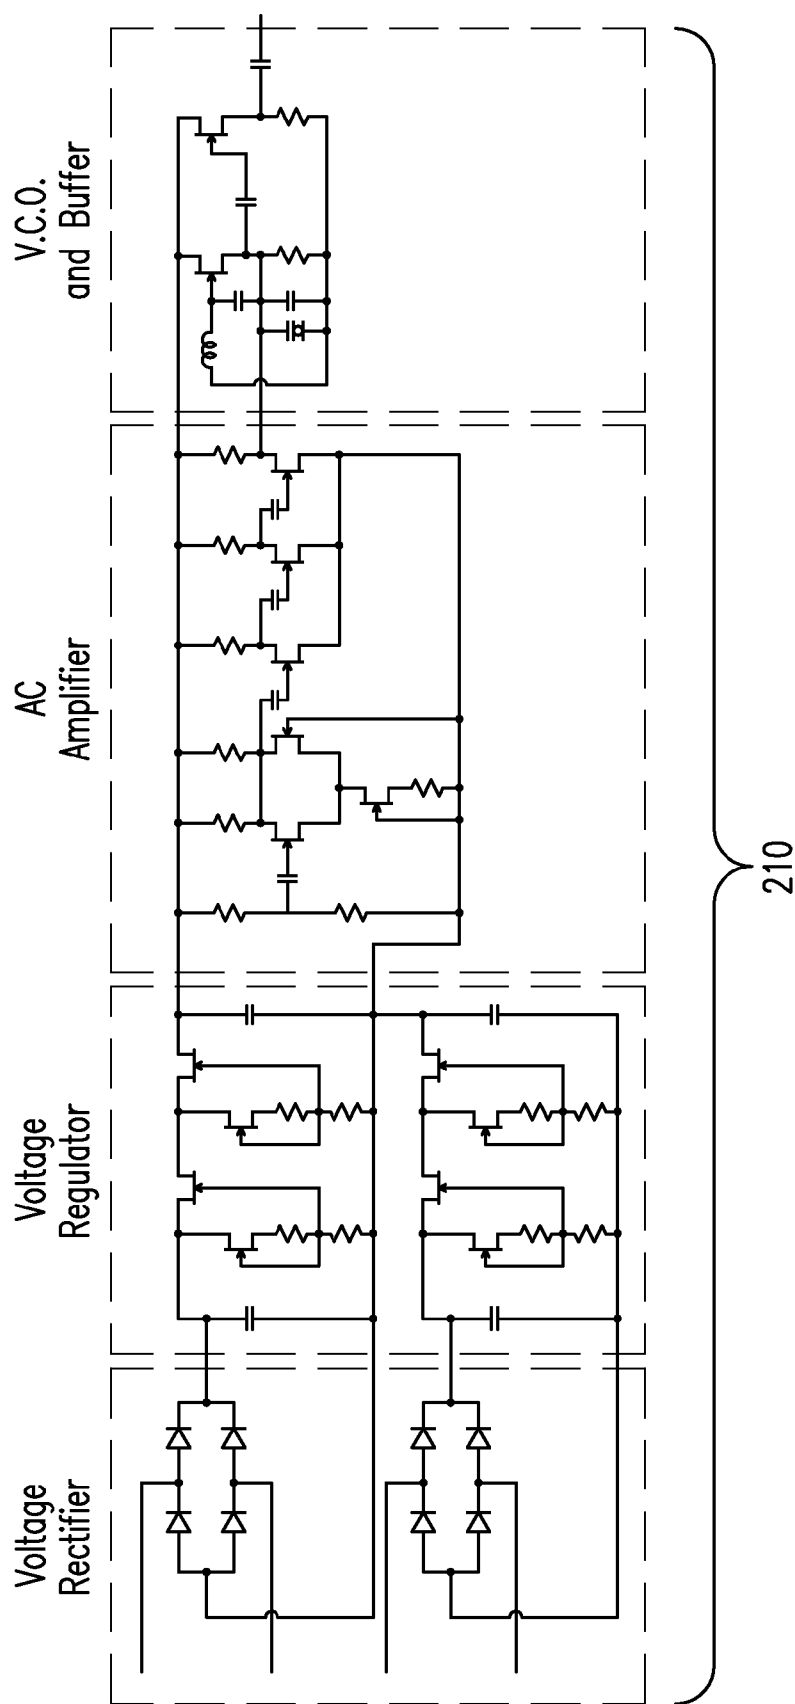 Voltage
Rectifier
Voltage
Regulator
AC
Amplifier
V.C.O.
and Buffer
210